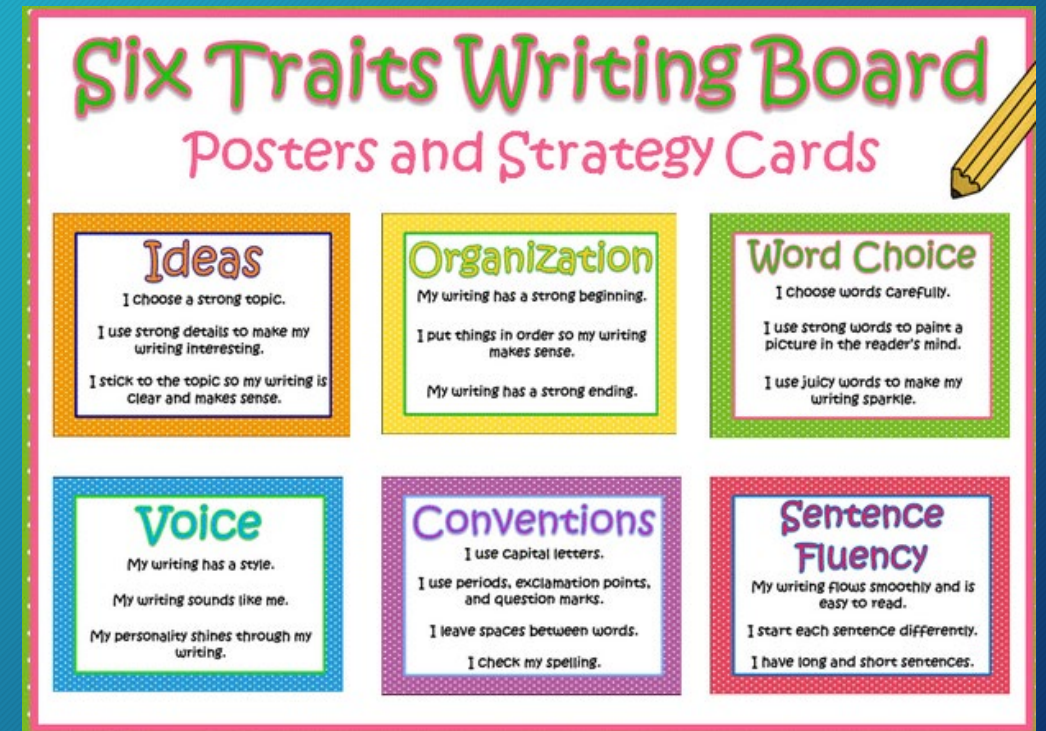 Six Traits Writing Board
Posters and Strategy Cards
Ideas
I choose a strong topic.
I use strong details to make my
writing interesting.
I stick to the topic so my writing is
clear and makes sense.
Organization
My writing has a strong beginning.
I put things in order so my writing
makes sense.
My writing has a strong ending.
Word Choice
I choose words carefully.
I use strong words to paint a
picture in the reader's mind.
I use juicy words to make my
writing sparkle.
Voice
My writing has a style.
My writing sounds like me.
My personality shines through my
writing.
Conventions
I use capital letters.
I use periods, exclamation points,
and question marks.
I leave spaces between words.
I check my spelling.
Sentence
Fluency
My writing flows smoothly and is
easy to read.
I start each sentence differently.
I have long and short sentences.